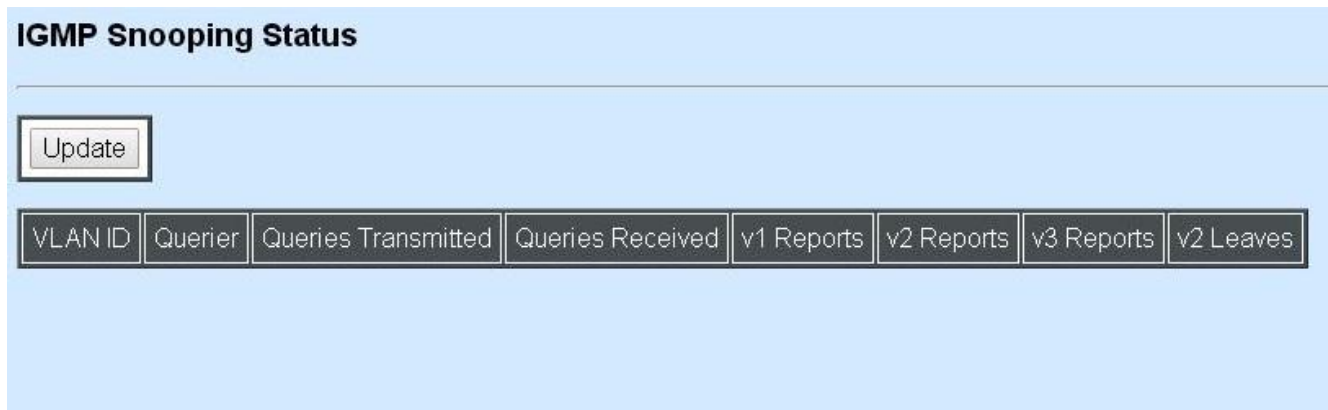 IGMP Snooping Status
Update
VLAN ID Querier Queries Transmitted Queries Received v1 Reports v2 Reports v3 Reports v2 Leaves